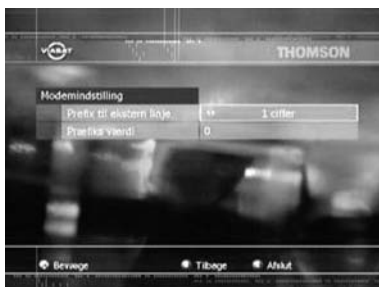 VIASAT
THOMSON
Modemindstilling
Prefix til ekstern linje 1 ciffer
Præfiks værdi 0
Bevæge Tilbage Afslut